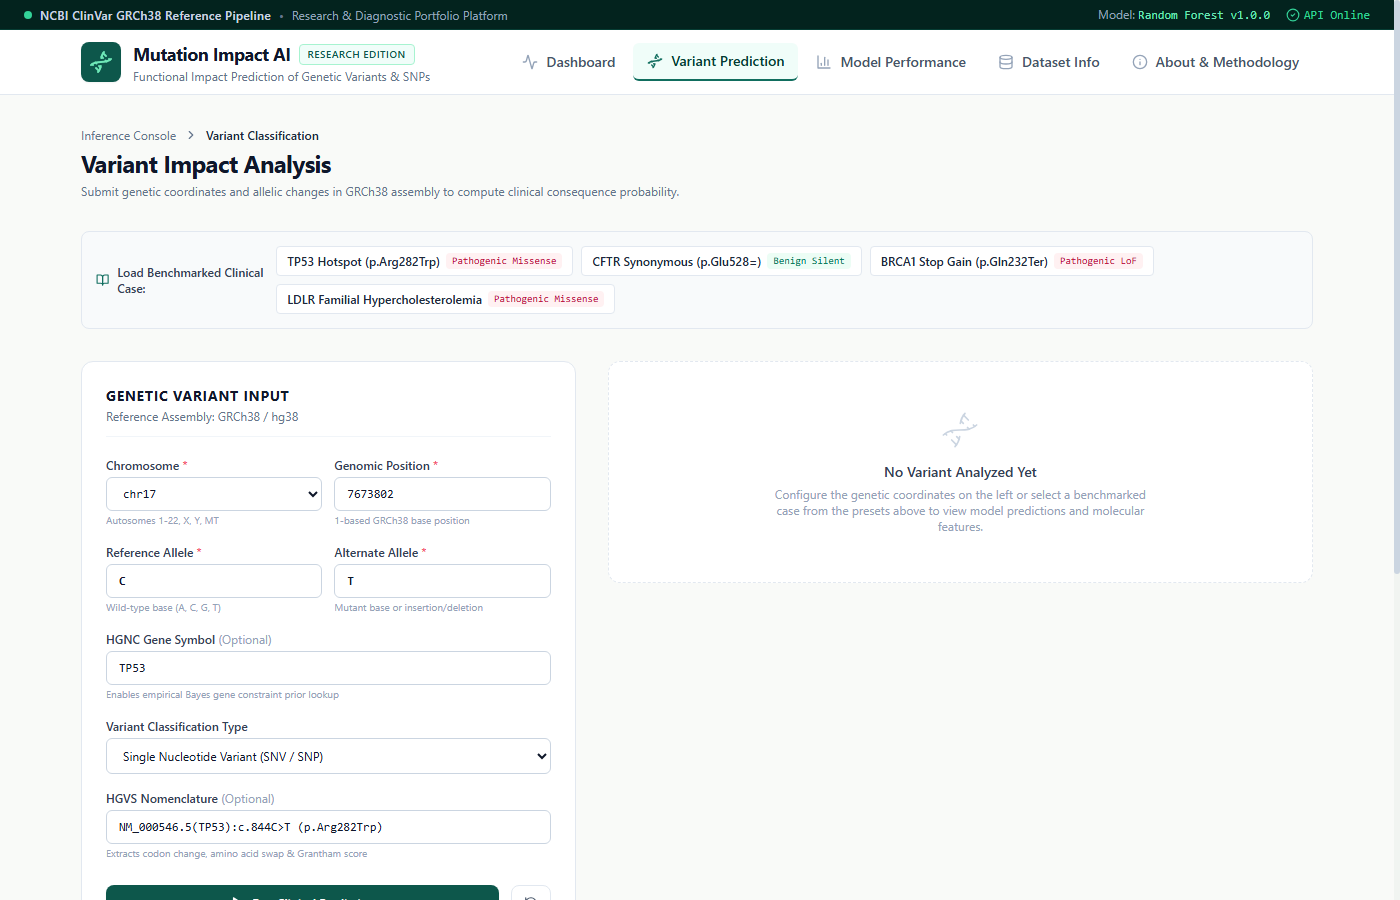 NCBI ClinVar GRCh38 Reference Pipeline • Research & Diagnostic Portfolio Platform
Model: Random Forest v1.0.0 API Online
Mutation Impact AI RESEARCH EDITION
Functional Impact Prediction of Genetic Variants & SNPs
Dashboard Variant Prediction Model Performance Dataset Info About & Methodology
Inference Console > Variant Classification
Variant Impact Analysis
Submit genetic coordinates and allelic changes in GRCh38 assembly to compute clinical consequence probability.
Load Benchmarked Clinical
Case:
TP53 Hotspot (p.Arg282Trp) Pathogenic Missense
CFTR Synonymous (p.Glu528=) Benign Silent
BRCA1 Stop Gain (p.Gln232Ter) Pathogenic LoF
LDLR Familial Hypercholesterolemia Pathogenic Missense
GENETIC VARIANT INPUT
Reference Assembly: GRCh38 / hg38
Chromosome * Genomic Position *
chr17 7673802
Autosomes 1-22, X, Y, MT 1-based GRCh38 base position
Reference Allele * Alternate Allele *
C T
Wild-type base (A, C, G, T) Mutant base or insertion/deletion
HGNC Gene Symbol (Optional)
TP53
Enables empirical Bayes gene constraint prior lookup
Variant Classification Type
Single Nucleotide Variant (SNV / SNP)
HGVS Nomenclature (Optional)
NM_000546.5(TP53):c.844C>T (p.Arg282Trp)
Extracts codon change, amino acid swap & Grantham score
No Variant Analyzed Yet
Configure the genetic coordinates on the left or select a benchmarked
case from the presets above to view model predictions and molecular
features.